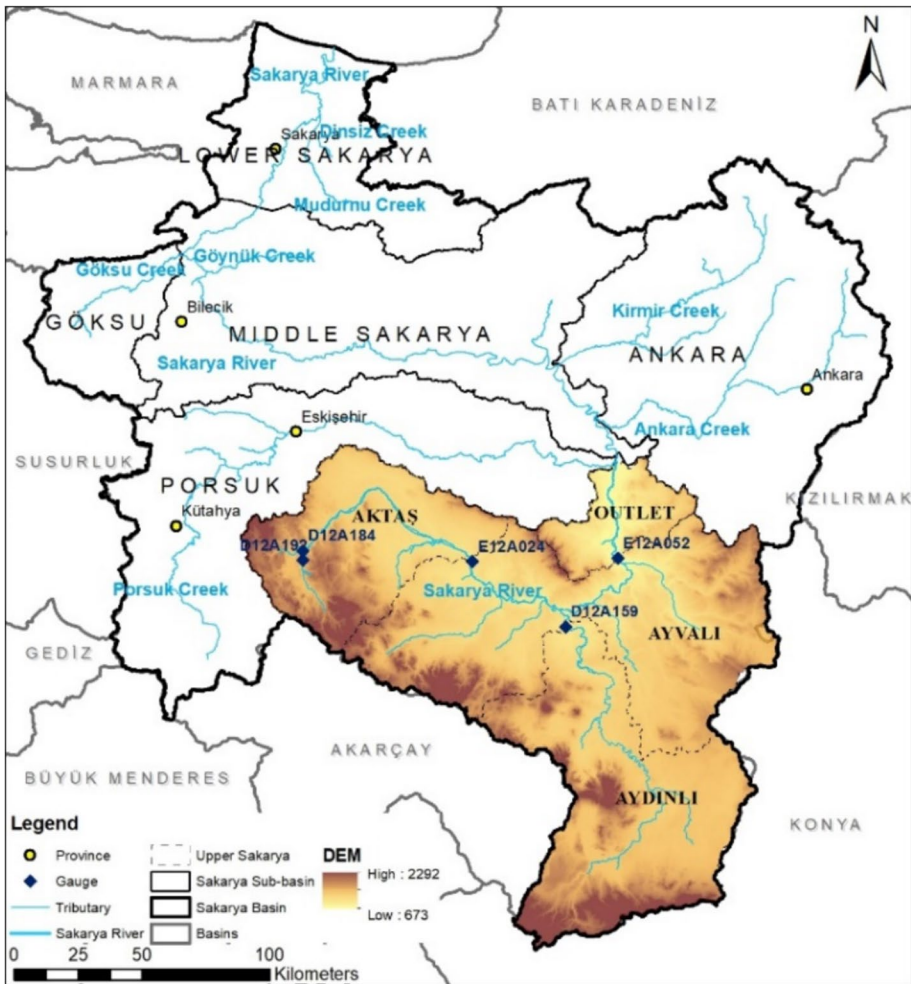 N
MARMARA
Sakarya River
BATI KARADENİZ
Sakarya
Dinsiz Creek
LOWER SAKARYA
Mudurnu Creek
Göynük Creek
Göksu Creek
Bilecik
Kirmir Creek
GÖKSU
MIDDLE SAKARYA
ANKARA
Sakarya River
Ankara
Eskişehir
Ankara Creek
SUSURLUK
PORSUK
KIZILIRMAK
AKTAŞ
OUTLET
Kütahya
D12A184
D12A192
E12A024
E12A052
Porsuk Creek
Sakarya River
D12A159
AYVALI
GEDİZ
AKARÇAY
BÜYÜK MENDERES
AYDINLI
KONYA
Legend
Province
Gauge
Tributary
Sakarya River
Upper Sakarya
Sakarya Sub-basin
Sakarya Basin
Basins
DEM
High : 2292
Low : 673
0 25 50 100
Kilometers